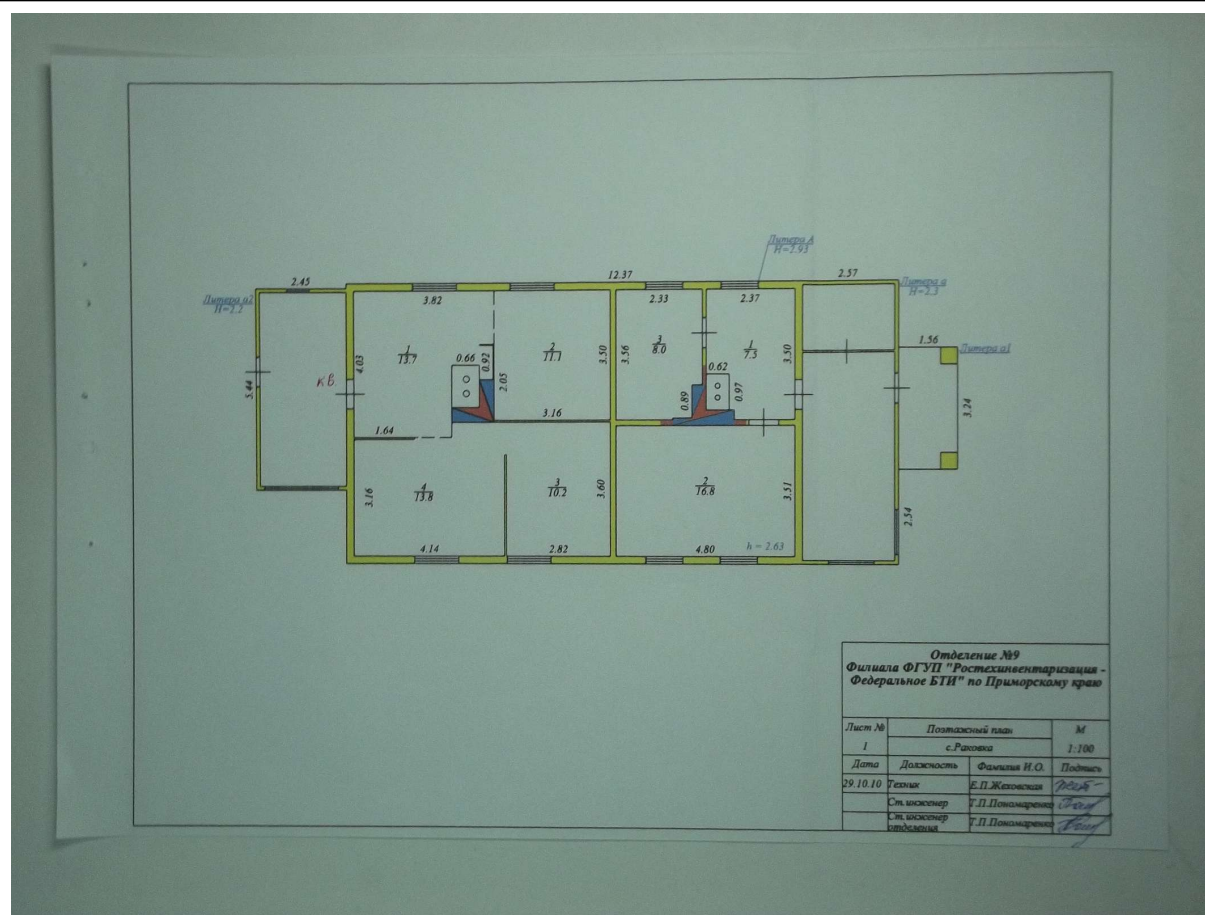 Литера А
H=2.93
2.45
12.37
2.57
Литера а2
H=2.2
Литера а
H=2.3
3.82
2.33
2.37
1.56
Литера а1
5.44
кв.
4.03
1
13.7
0.66
0.92
2.05
2
11.1
3.50
3.56
3
8.0
0.89
0.62
0.97
1
7.5
3.50
3.24
1.64
3.16
3.16
4
13.8
3
10.2
3.60
2
16.8
3.51
2.54
4.14
2.82
4.80
h = 2.63
Отделение №9
Филиала ФГУП "Ростехинвентаризация -
Федеральное БТИ" по Приморскому краю
Лист № Поэтажный план М
1 с.Раковка 1:100
Дата Должность Фамилия И.О. Подпись
29.10.10 Техник Е.П.Жеховская
Ст.инженер Т.П.Пономаренко
Ст.инженер
отделения Т.П.Пономаренко